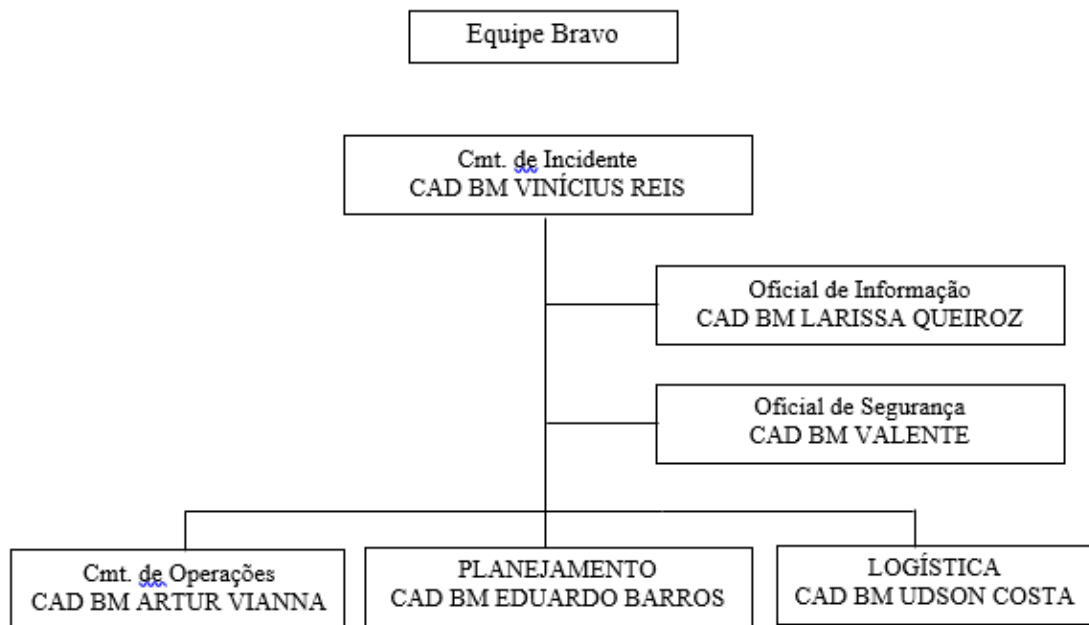 Equipe Bravo
Cmt. de Incidente
CAD BM VINÍCIUS REIS
Oficial de Informação
CAD BM LARISSA QUEIROZ
Oficial de Segurança
CAD BM VALENTE
Cmt. de Operações
CAD BM ARTUR VIANNA
PLANEJAMENTO
CAD BM EDUARDO BARROS
LOGÍSTICA
CAD BM UDSON COSTA